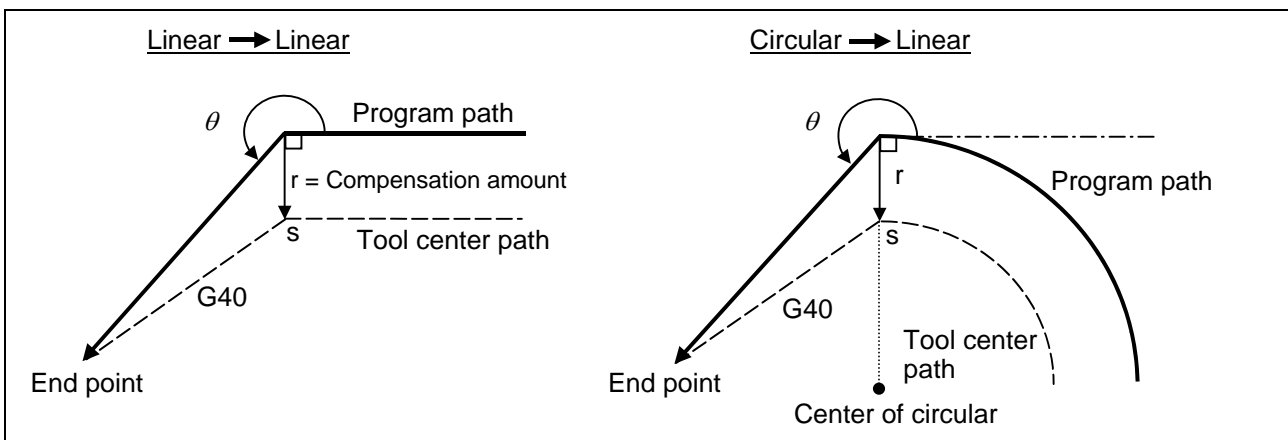 Linear → Linear
θ
Program path
r = Compensation amount
s
Tool center path
G40
End point
Circular → Linear
θ
Program path
r
s
G40
Tool center
path
End point
Center of circular